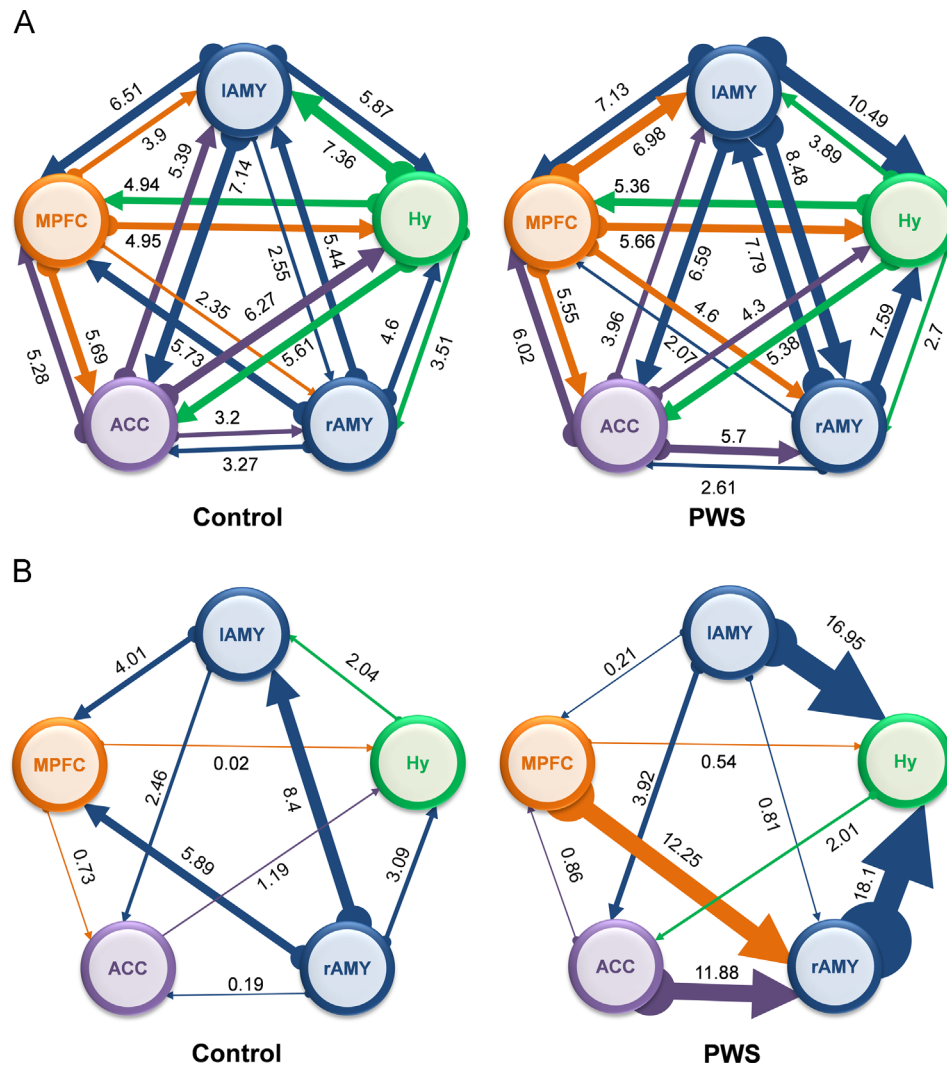 A
lAMY
lAMY
6.51
5.87
7.13
10.49
3.9
5.39
7.14
7.36
6.98
8.48
3.89
4.94
5.36
MPFC
Hy
MPFC
Hy
4.95
2.55
5.44
5.66
6.59
7.79
2.35
6.27
4.6
4.3
5.69
5.73
5.61
4.6
3.51
5.55
3.96
2.07
5.38
7.59
2.7
5.28
6.02
ACC
3.2
rAMY
ACC
5.7
rAMY
3.27
2.61
Control
PWS
B
lAMY
lAMY
4.01
2.04
0.21
16.95
MPFC
0.02
Hy
MPFC
0.54
Hy
2.46
8.4
3.92
0.81
0.73
5.89
1.19
3.09
0.86
12.25
2.01
18.1
ACC
0.19
rAMY
ACC
11.88
rAMY
Control
PWS